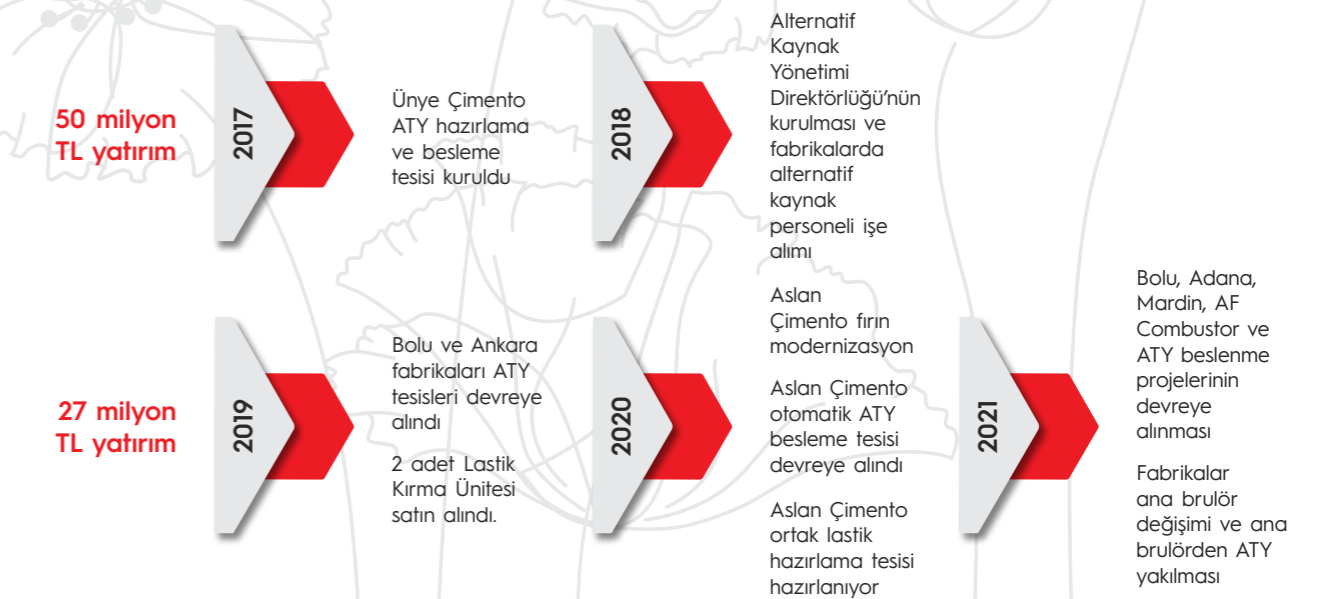 50 milyon
TL yatırım
2017
Ünye Çimento
ATY hazırlama
ve besleme
tesisi kuruldu
2018
Alternatif
Kaynak
Yönetimi
Direktörlüğü’nün
kurulması ve
fabrikalarda
alternatif
kaynak
personeli işe
alımı
27 milyon
TL yatırım
2019
Bolu ve Ankara
fabrikaları ATY
tesisleri devreye
alındı
2 adet Lastik
Kırma Ünitesi
satın alındı.
2020
Aslan
Çimento fırın
modernizasyon
Aslan Çimento
otomatik ATY
besleme tesisi
devreye alındı
Aslan Çimento
ortak lastik
hazırlama tesisi
hazırlanıyor
2021
Bolu, Adana,
Mardin, AF
Combustor ve
ATY beslenme
projelerinin
devreye
alınması
Fabrikalar
ana brulör
değişimi ve ana
brulörden ATY
yakılması